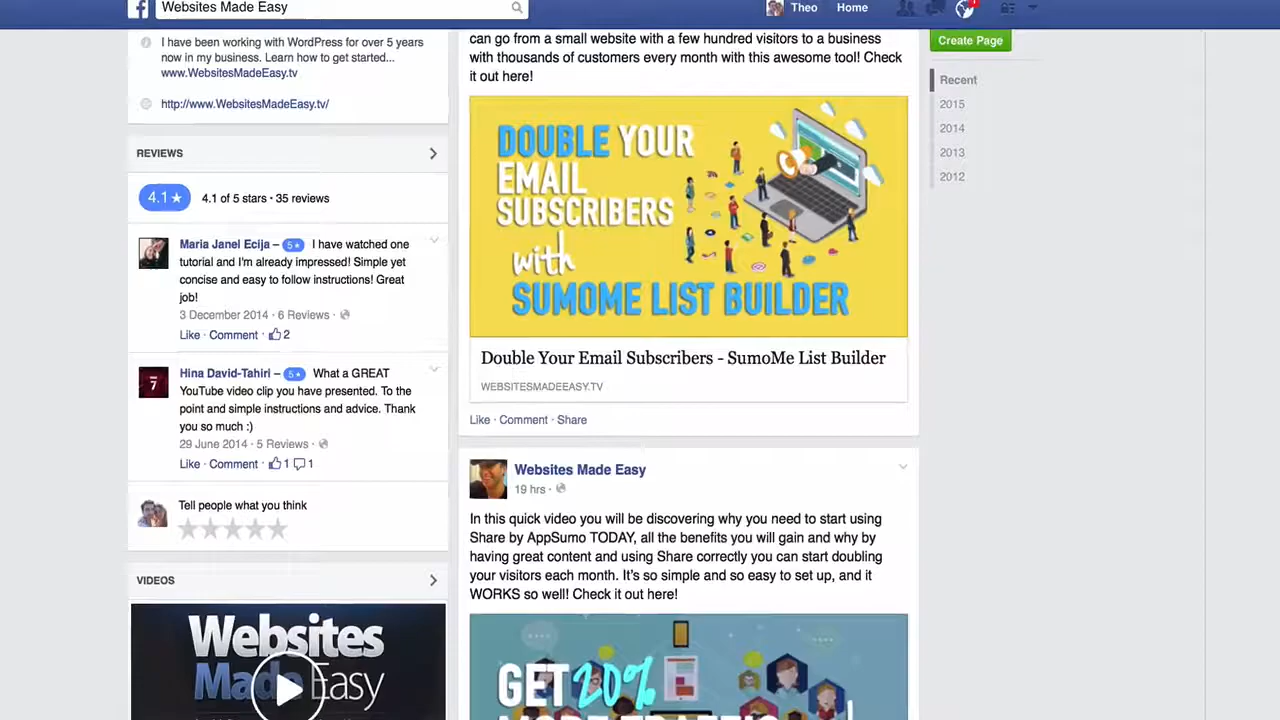 Websites Made Easy
Theo
Home
I have been working with WordPress for over 5 years
now in my business. Learn how to get started...
www.WebsitesMadeEasy.tv
http://www.WebsitesMadeEasy.tv/
REVIEWS
4.1 ★
4.1 of 5 stars · 35 reviews
Maria Janel Ecija – 5★ I have watched one
tutorial and I'm already impressed! Simple yet
concise and easy to follow instructions! Great
job!
3 December 2014 · 6 Reviews ·
Like · Comment · 2
Hina David-Tahiri – 5★ What a GREAT
YouTube video clip you have presented. To the
point and simple instructions and advice. Thank
you so much :)
29 June 2014 · 5 Reviews ·
Like · Comment · 1 1
Tell people what you think
VIDEOS
Websites
Made Easy
can go from a small website with a few hundred visitors to a business
with thousands of customers every month with this awesome tool! Check
it out here!
DOUBLE YOUR
EMAIL
SUBSCRIBERS
with
SUMOME LIST BUILDER
Double Your Email Subscribers - SumoMe List Builder
WEBSITESMADEEASY.TV
Like · Comment · Share
Websites Made Easy
19 hrs ·
In this quick video you will be discovering why you need to start using
Share by AppSumo TODAY, all the benefits you will gain and why by
having great content and using Share correctly you can start doubling
your visitors each month. It's so simple and so easy to set up, and it
WORKS so well! Check it out here!
GET 20%
MORE TRAFFIC
Create Page
Recent
2015
2014
2013
2012